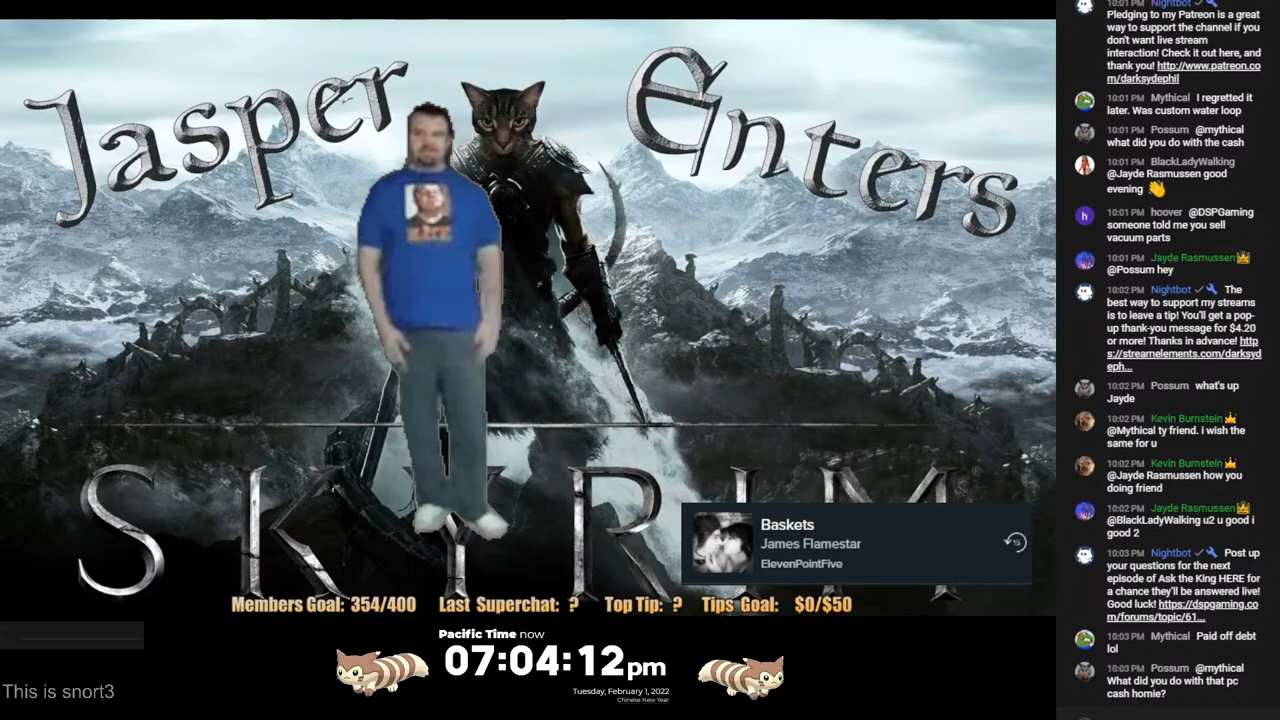 Jasper Enters
SKYRIM
®
Baskets
James Flamestar
ElevenPointFive
15
Members Goal: 354/400 Last Superchat: ? Top Tip: ? Tips Goal: $0/$50
Pacific Time now
07:04:12pm
Tuesday, February 1, 2022
Chinese New Year
This is snort3
10:01 PM Nightbot
Pledging to my Patreon is a great
way to support the channel if you
don't want live stream
interaction! Check it out here, and
thank you! http://www.patreon.co
m/darksydephil
10:01 PM Mythical I regretted it
later. Was custom water loop
10:01 PM Possum @mythical
what did you do with the cash
10:01 PM BlackLadyWalking
@Jayde Rasmussen good
evening 👋
h
10:01 PM hoover @DSPGaming
someone told me you sell
vacuum parts
10:01 PM Jayde Rasmussen
@Possum hey
10:02 PM Nightbot The
best way to support my streams
is to leave a tip! You'll get a pop-
up thank-you message for $4.20
or more! Thanks in advance! http
s://streamelements.com/darksyd
eph...
10:02 PM Possum what's up
Jayde
10:02 PM Kevin Burnstein
@Mythical ty friend. i wish the
same for u
10:02 PM Kevin Burnstein
@Jayde Rasmussen how you
doing friend
10:02 PM Jayde Rasmussen
@BlackLadyWalking u2 u good i
good 2
10:03 PM Nightbot Post up
your questions for the next
episode of Ask the King HERE for
a chance they'll be answered live!
Good luck! https://dspgaming.co
m/forums/topic/61...
10:03 PM Mythical Paid off debt
lol
10:03 PM Possum @mythical
What did you do with that pc
cash homie?